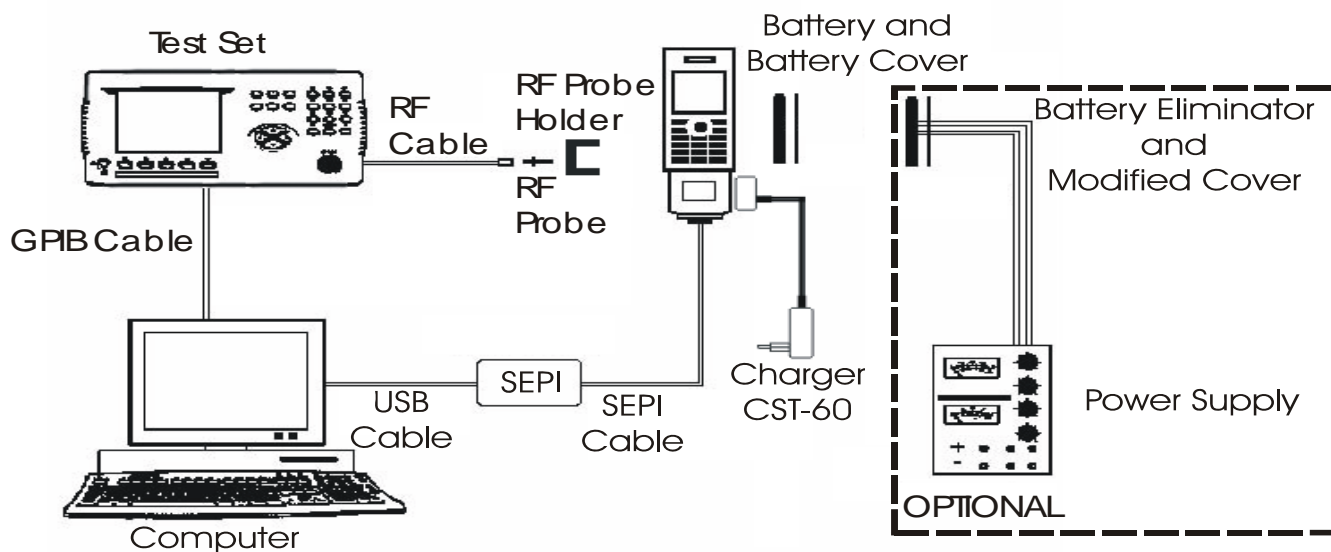 Test Set
RF
Cable
RF Probe
Holder
RF
Probe
Battery and
Battery Cover
Battery Eliminator
and
Modified Cover
GPIB Cable
SEPI
USB
Cable
SEPI
Cable
Charger
CST-60
Power Supply
+
-
OPTIONAL
Computer